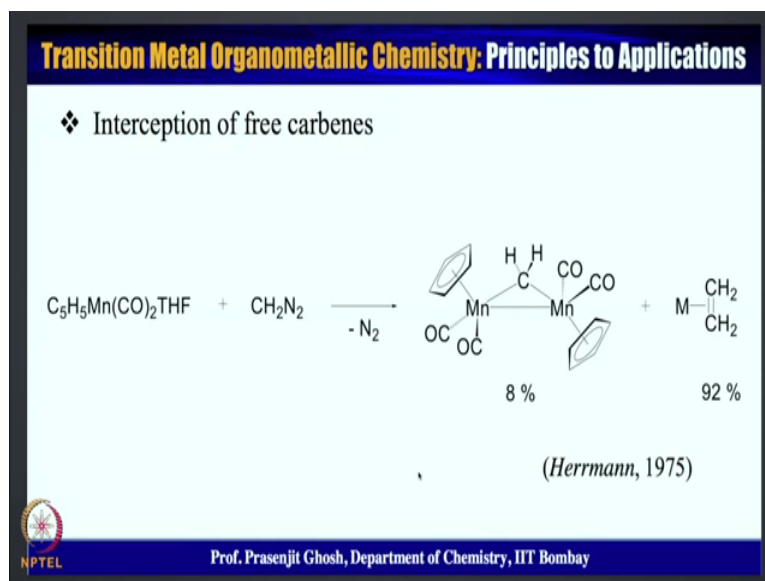 Transition Metal Organometallic Chemistry: Principles to Applications
❖ Interception of free carbenes
C₅H₅Mn(CO)₂THF + CH₂N₂ - N₂ + 
H H
C
CO
CO
Mn Mn
OC
OC
M CH₂
CH₂
8 % 92 %
(Herrmann, 1975)
NPTEL
Prof. Prasenjit Ghosh, Department of Chemistry, IIT Bombay